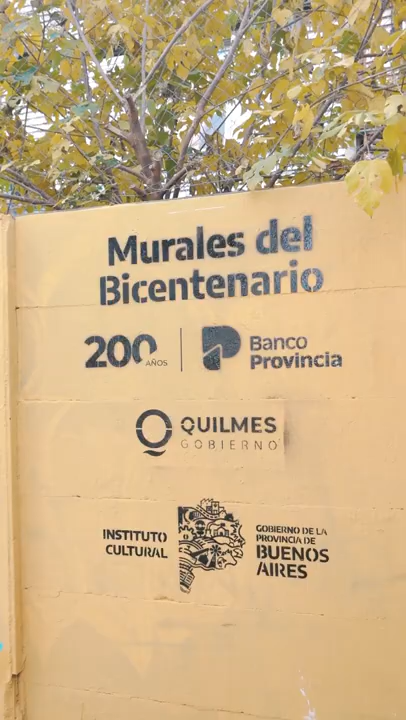 Murales del
Bicentenario
200 AÑOS
Banco
Provincia
QUILMES
GOBIERNO
INSTITUTO
CULTURAL
GOBIERNO DE LA
PROVINCIA DE
BUENOS
AIRES